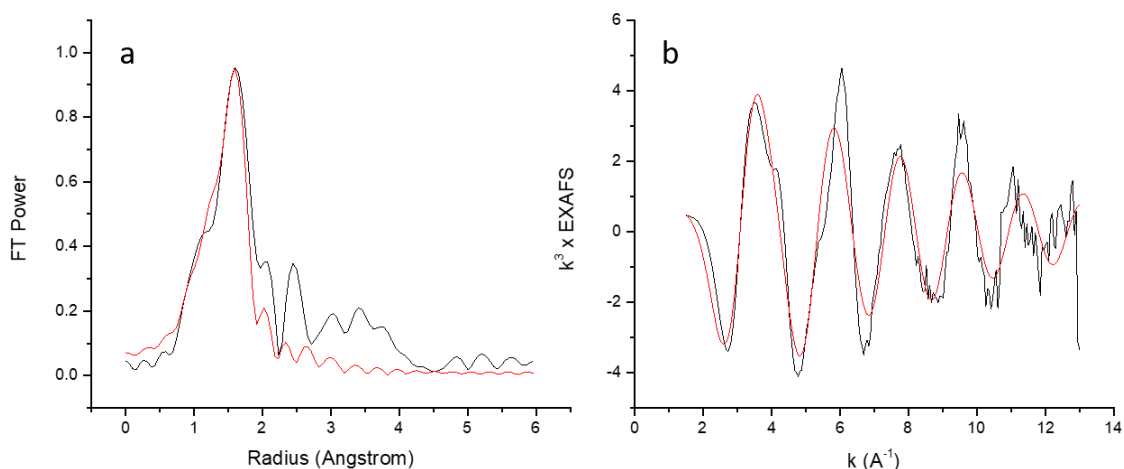 a
1.0
0.8
0.6
0.4
0.2
0.0
FT Power
0 1 2 3 4 5 6
Radius (Angstrom)
b
6
4
2
0
-2
-4
-6
k³ x EXAFS
0 2 4 6 8 10 12 14
k (A⁻¹)